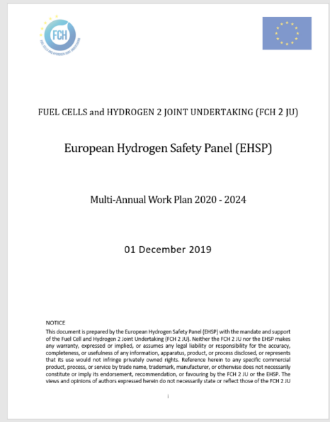 FCH
FUEL CELLS and HYDROGEN 2 JOINT UNDERTAKING (FCH 2 JU)
European Hydrogen Safety Panel (EHSP)
Multi-Annual Work Plan 2020 - 2024
01 December 2019
NOTICE
This document is prepared by the European Hydrogen Safety Panel (EHSP) with the mandate and support
of the Fuel Cell and Hydrogen 2 Joint Undertaking (FCH 2 JU). Neither the FCH 2 JU nor the EHSP makes
any warranty, expressed or implied, or assumes any legal liability or responsibility for the accuracy,
completeness, or usefulness of any information, apparatus, product, or process disclosed, or represents
that its use would not infringe privately owned rights. Reference herein to any specific commercial
product, process, or service by trade name, trademark, manufacturer, or otherwise does not necessarily
constitute or imply its endorsement, recommendation, or favouring by the FCH 2 JU or the EHSP. The
views and opinions of authors expressed herein do not necessarily state or reflect those of the FCH 2 JU